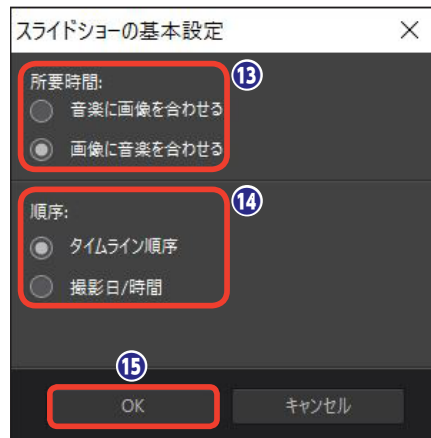 スライドショーの基本設定
⑬
所要時間:
音楽に画像を合わせる
画像に音楽を合わせる
⑭
順序:
タイムライン順序
撮影日/時間
⑮
OK キャンセル